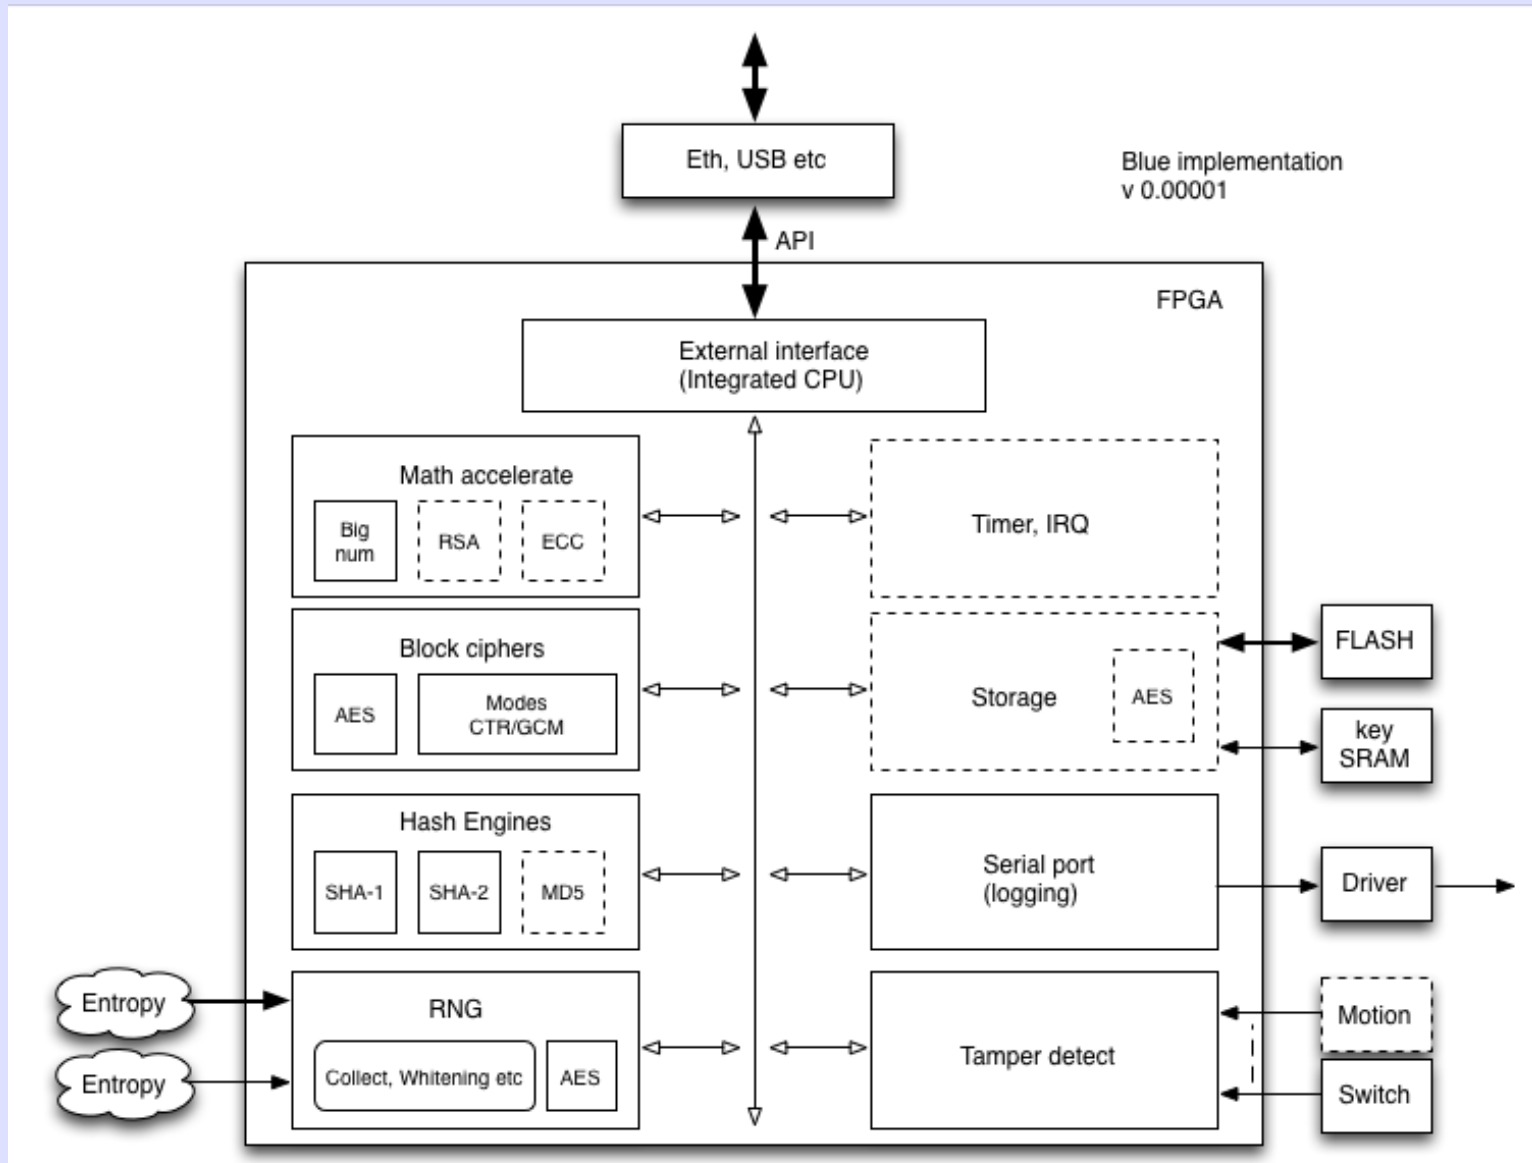 Eth, USB etc
Blue implementation
v 0.00001
API
FPGA
External interface
(Integrated CPU)
Math accelerate
Big
num
RSA
ECC
Timer, IRQ
Block ciphers
AES
Modes
CTR/GCM
Storage
AES
FLASH
key
SRAM
Hash Engines
SHA-1
SHA-2
MD5
Serial port
(logging)
Driver
Entropy
Entropy
RNG
Collect, Whitening etc
AES
Tamper detect
Motion
Switch